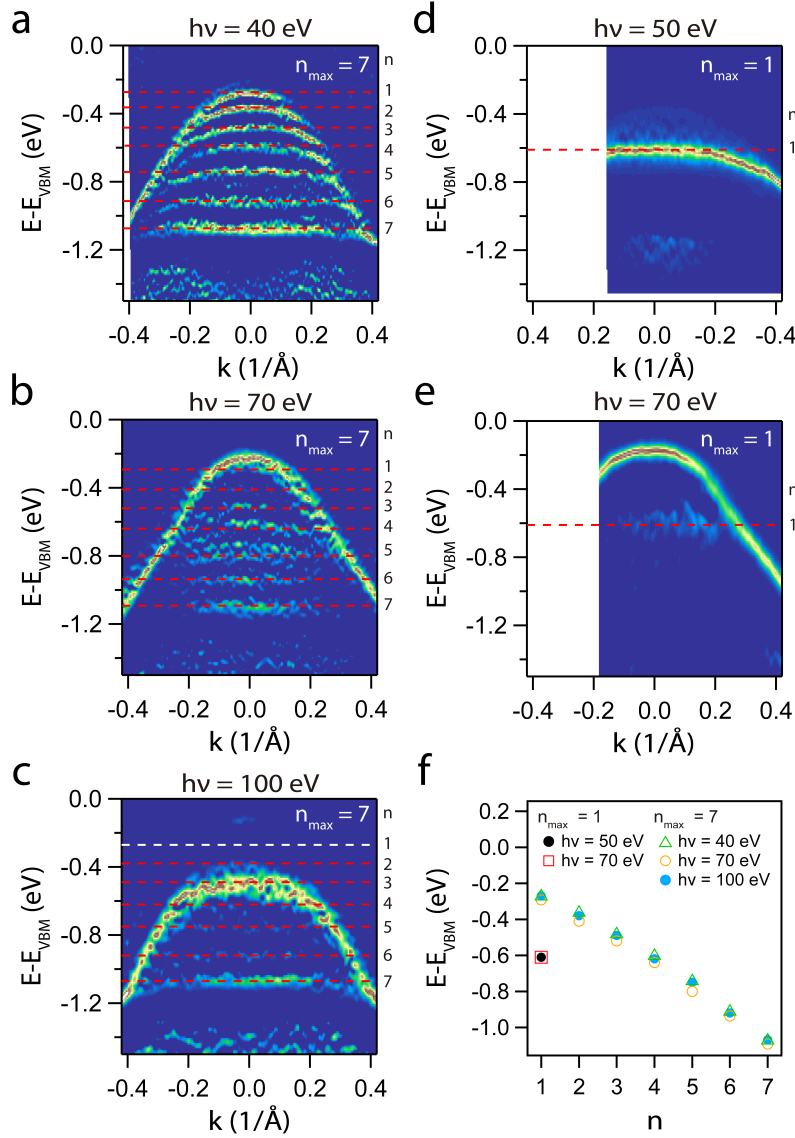 a
hν = 40 eV
n_max = 7
n
0.0
-0.4
-0.8
-1.2
E-E_VBM (eV)
1
2
3
4
5
6
7
-0.4 -0.2 0.0 0.2 0.4
k (1/Å)
b
hν = 70 eV
n_max = 7
n
0.0
-0.4
-0.8
-1.2
E-E_VBM (eV)
1
2
3
4
5
6
7
-0.4 -0.2 0.0 0.2 0.4
k (1/Å)
c
hν = 100 eV
n_max = 7
n
0.0
-0.4
-0.8
-1.2
E-E_VBM (eV)
1
2
3
4
5
6
7
-0.4 -0.2 0.0 0.2 0.4
k (1/Å)
d
hν = 50 eV
n_max = 1
n
0.0
-0.4
-0.8
-1.2
E-E_VBM (eV)
1
0.4 0.2 -0.0 -0.2 -0.4
k (1/Å)
e
hν = 70 eV
n_max = 1
n
0.0
-0.4
-0.8
-1.2
E-E_VBM (eV)
1
-0.4 -0.2 0.0 0.2 0.4
k (1/Å)
f
n_max = 1 n_max = 7
hν = 50 eV hν = 40 eV
hν = 70 eV hν = 70 eV
hν = 100 eV
0.2
0.0
-0.2
-0.4
-0.6
-0.8
-1.0
E-E_VBM (eV)
1 2 3 4 5 6 7
n